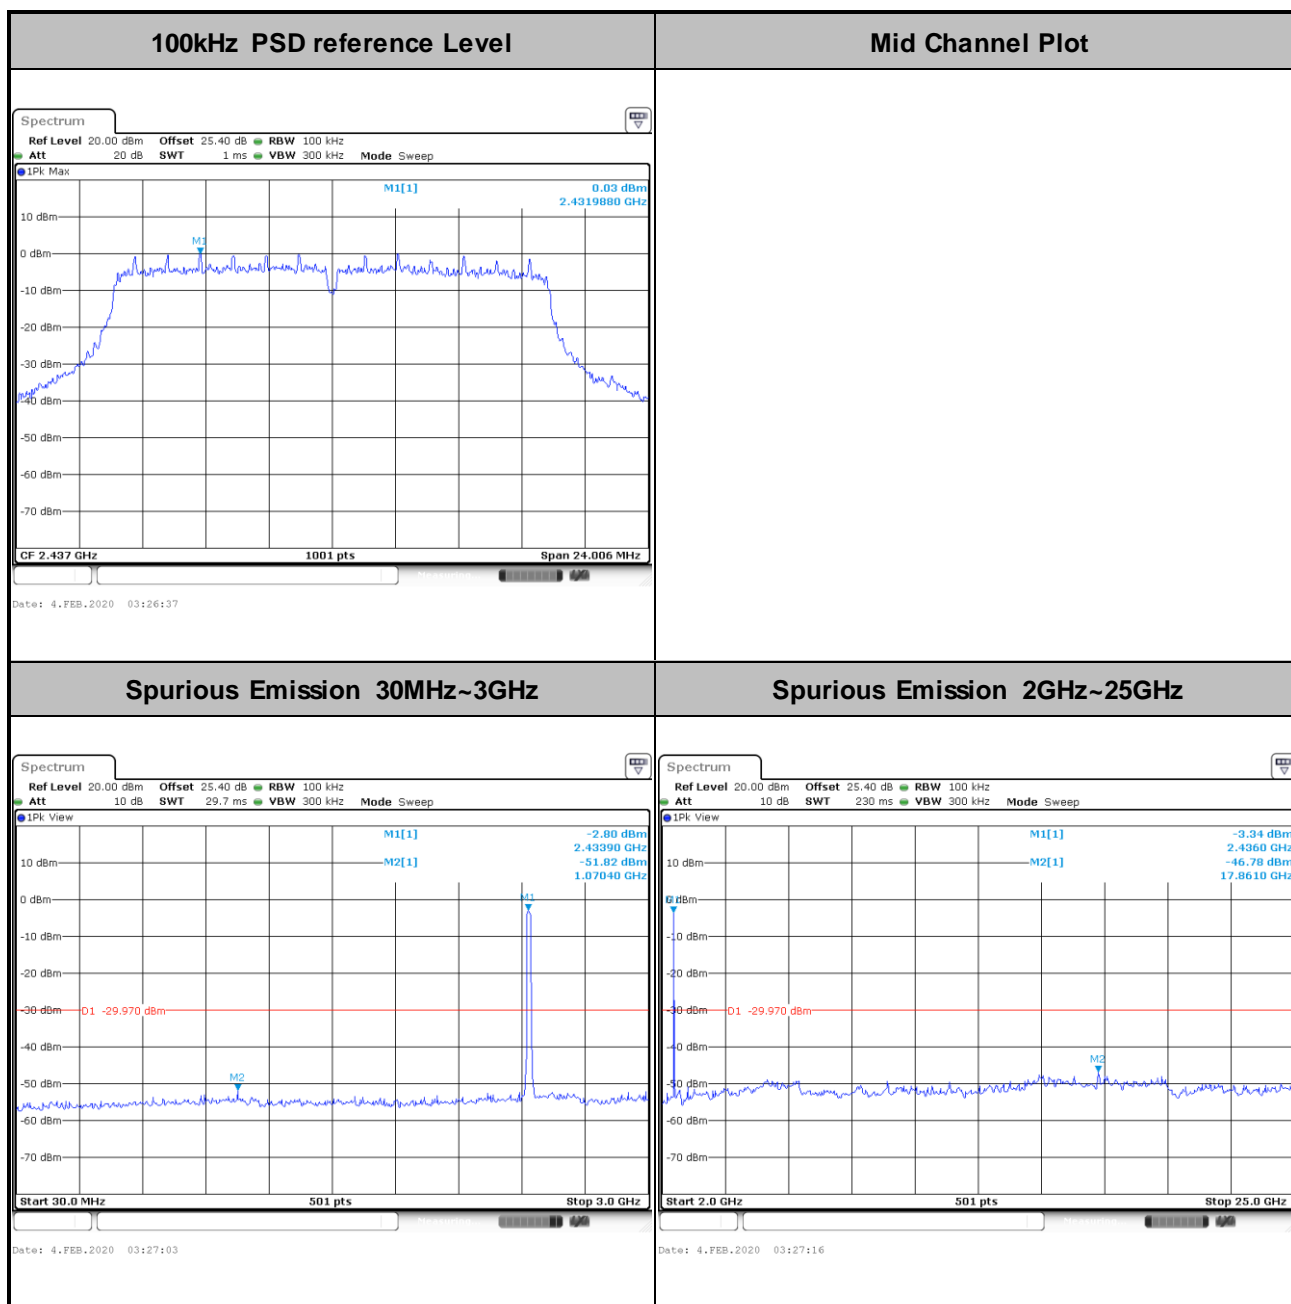 100kHz PSD reference Level
Mid Channel Plot
Spectrum
Ref Level 20.00 dBm Offset 25.40 dB RBW 100 kHz
Att 20 dB SWT 1 ms VBW 300 kHz Mode Sweep
1Pk Max
M1[1] 0.03 dBm
2.4319880 GHz
10 dBm
M1
0 dBm
-10 dBm
-20 dBm
-30 dBm
-40 dBm
-50 dBm
-60 dBm
-70 dBm
CF 2.437 GHz 1001 pts Span 24.006 MHz
Date: 4.FEB.2020 03:26:37
Spurious Emission 30MHz~3GHz
Spurious Emission 2GHz~25GHz
Spectrum
Ref Level 20.00 dBm Offset 25.40 dB RBW 100 kHz
Att 10 dB SWT 29.7 ms VBW 300 kHz Mode Sweep
1Pk View
M1[1] -2.80 dBm
2.43390 GHz
10 dBm
M2[1] -51.82 dBm
1.07040 GHz
0 dBm
M1
-10 dBm
-20 dBm
-30 dBm
D1 -29.970 dBm
-40 dBm
M2
-50 dBm
-60 dBm
-70 dBm
Start 30.0 MHz 501 pts Stop 3.0 GHz
Date: 4.FEB.2020 03:27:03
Spectrum
Ref Level 20.00 dBm Offset 25.40 dB RBW 100 kHz
Att 10 dB SWT 230 ms VBW 300 kHz Mode Sweep
1Pk View
M1[1] -3.34 dBm
2.4360 GHz
10 dBm
M2[1] -46.78 dBm
17.8610 GHz
0 dBm
-10 dBm
-20 dBm
-30 dBm
D1 -29.970 dBm
-40 dBm
M2
-50 dBm
-60 dBm
-70 dBm
Start 2.0 GHz 501 pts Stop 25.0 GHz
Date: 4.FEB.2020 03:27:16